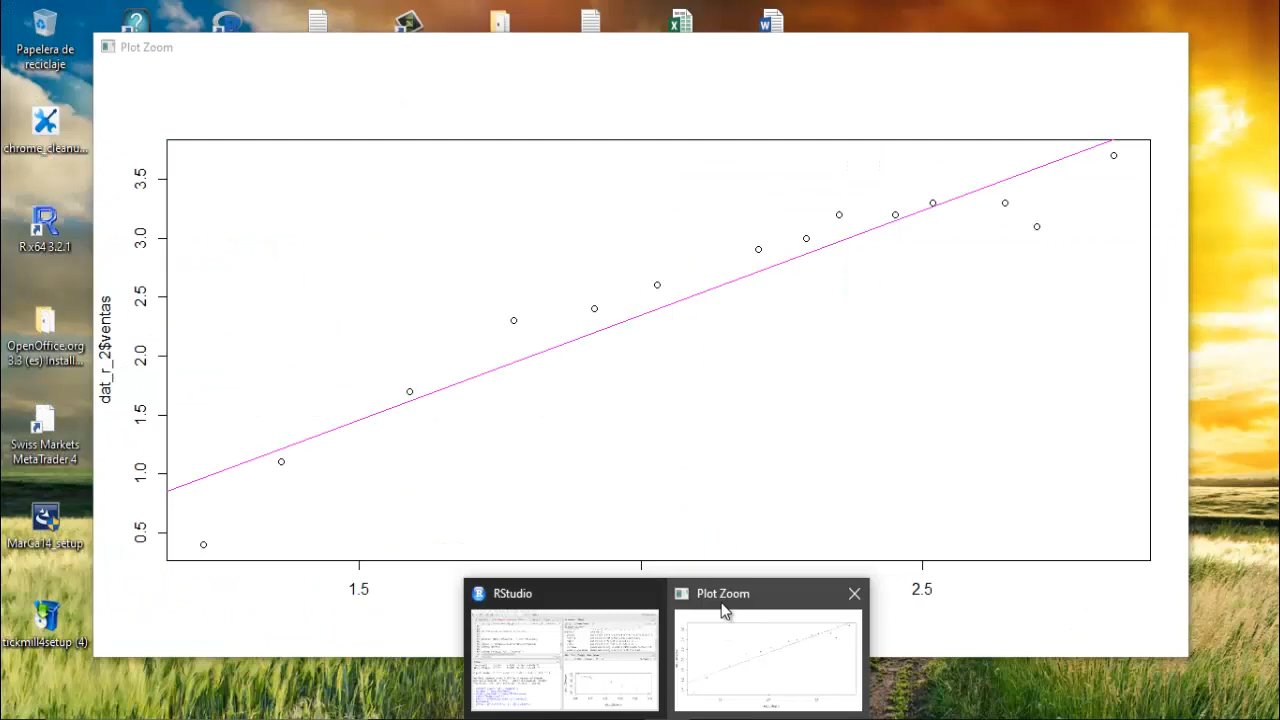 Papelera de
reciclaje
Plot Zoom
chrome_cleanu...
R x64 3.2.1
OpenOffice.org
3.3 (es) Install...
Swiss Markets
MetaTrader 4
MarCa14_setup
tickmill4setup (4)
dat_r_2$ventas
3.5
3.0
2.5
2.0
1.5
1.0
0.5
1.5
2.5
RStudio
Plot Zoom